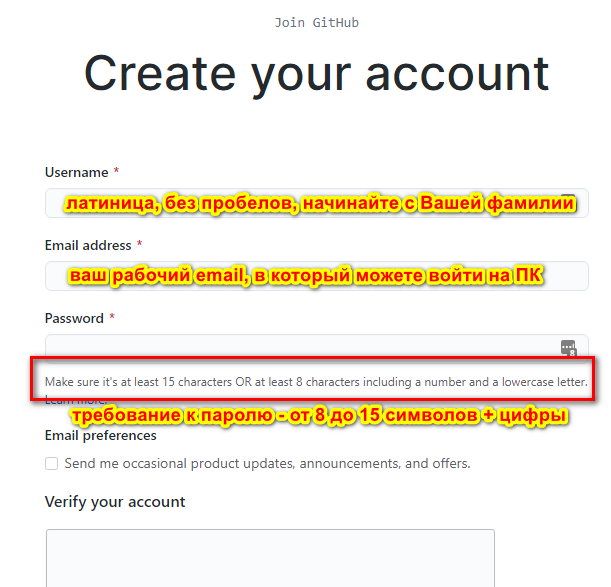 Join GitHub
Create your account
Username *
латиница, без пробелов, начинайте с Вашей фамилии
Email address *
ваш рабочий email, в который можете войти на ПК
Password *
Make sure it's at least 15 characters OR at least 8 characters including a number and a lowercase letter.
Learn more.
требование к паролю - от 8 до 15 символов + цифры
Email preferences
Send me occasional product updates, announcements, and offers.
Verify your account